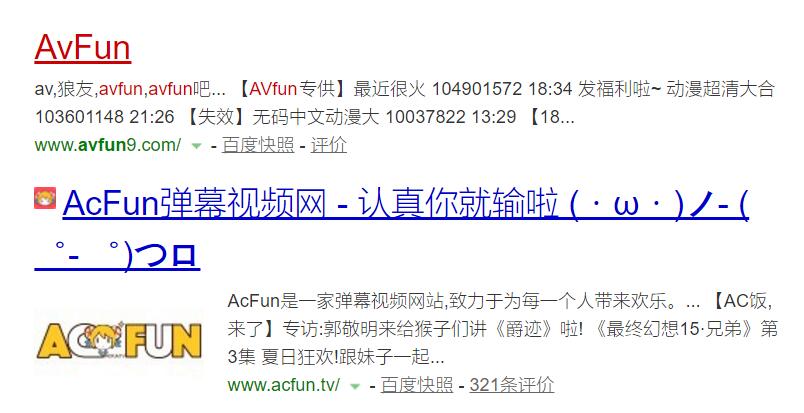 AvFun
av,狼友,avfun,avfun吧... 【AVfun专供】最近很火 104901572 18:34 发福利啦~ 动漫超清大合
103601148 21:26 【失效】无码中文动漫大 10037822 13:29 【18...
www.avfun9.com/ - 百度快照 - 评价
AcFun弹幕视频网 - 认真你就输啦 (・ω・)ノ- (
゜- ゜)つロ
AcFun是一家弹幕视频网站,致力于为每一个人带来欢乐。... 【AC饭,
来了】专访:郭敬明来给猴子们讲《爵迹》啦! 《最终幻想15·兄弟》第
ACFUN
3集 夏日狂欢!跟妹子一起...
www.acfun.tv/ - 百度快照 - 321条评价